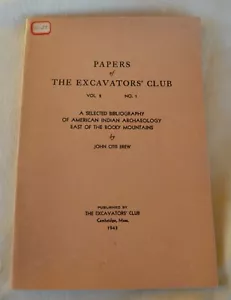 PAPERS
of
THE EXCAVATORS' CLUB
VOL. II NO. 1
A SELECTED BIBLIOGRAPHY
OF AMERICAN INDIAN ARCHAEOLOGY
EAST OF THE ROCKY MOUNTAINS
by
JOHN OTIS BREW
PUBLISHED BY
THE EXCAVATORS' CLUB
Cambridge, Mass.
1943